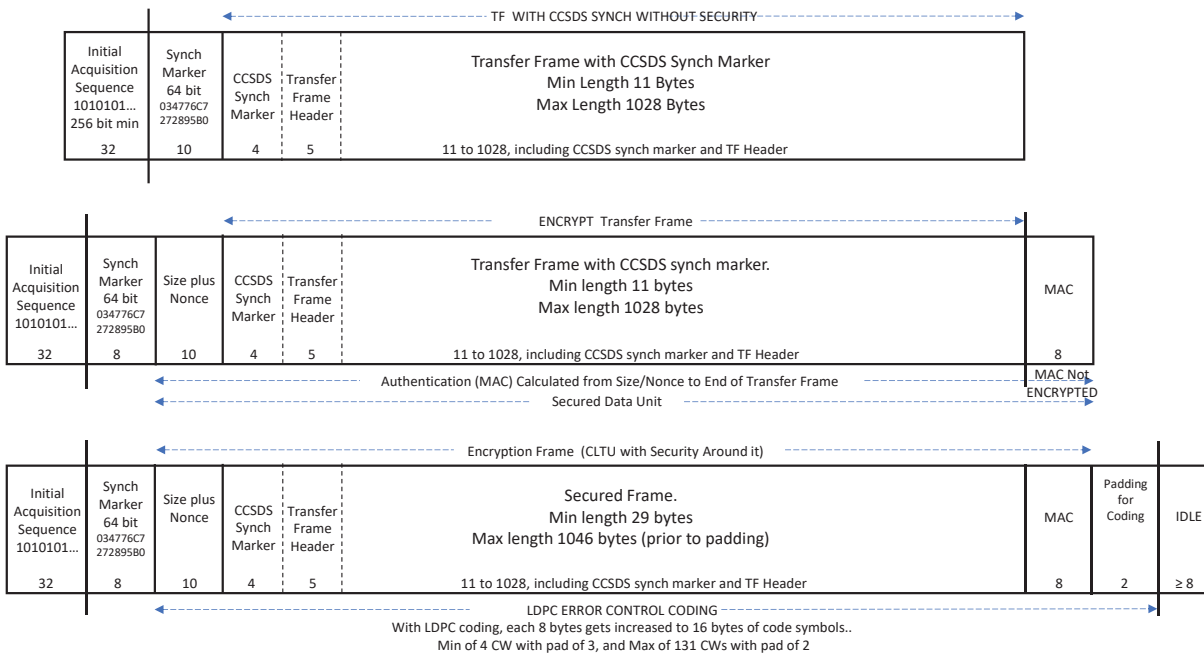 TF WITH CCSDS SYNCH WITHOUT SECURITY
Initial
Acquisition
Sequence
1010101...
256 bit min
32
Synch
Marker
64 bit
034776C7
272895B0
10
CCSDS
Synch
Marker
4
Transfer
Frame
Header
5
Transfer Frame with CCSDS Synch Marker
Min Length 11 Bytes
Max Length 1028 Bytes
11 to 1028, including CCSDS synch marker and TF Header
ENCRYPT Transfer Frame
Initial
Acquisition
Sequence
1010101...
32
Synch
Marker
64 bit
034776C7
272895B0
8
Size plus
Nonce
10
CCSDS
Synch
Marker
4
Transfer
Frame
Header
5
Transfer Frame with CCSDS synch marker.
Min length 11 bytes
Max length 1028 bytes
11 to 1028, including CCSDS synch marker and TF Header
MAC
8
Authentication (MAC) Calculated from Size/Nonce to End of Transfer Frame
MAC Not
ENCRYPTED
Secured Data Unit
Encryption Frame (CLTU with Security Around it)
Initial
Acquisition
Sequence
1010101...
32
Synch
Marker
64 bit
034776C7
272895B0
8
Size plus
Nonce
10
CCSDS
Synch
Marker
4
Transfer
Frame
Header
5
Secured Frame.
Min length 29 bytes
Max length 1046 bytes (prior to padding)
11 to 1028, including CCSDS synch marker and TF Header
MAC
8
Padding
for
Coding
2
IDLE
≥ 8
LDPC ERROR CONTROL CODING
With LDPC coding, each 8 bytes gets increased to 16 bytes of code symbols..
Min of 4 CW with pad of 3, and Max of 131 CWs with pad of 2